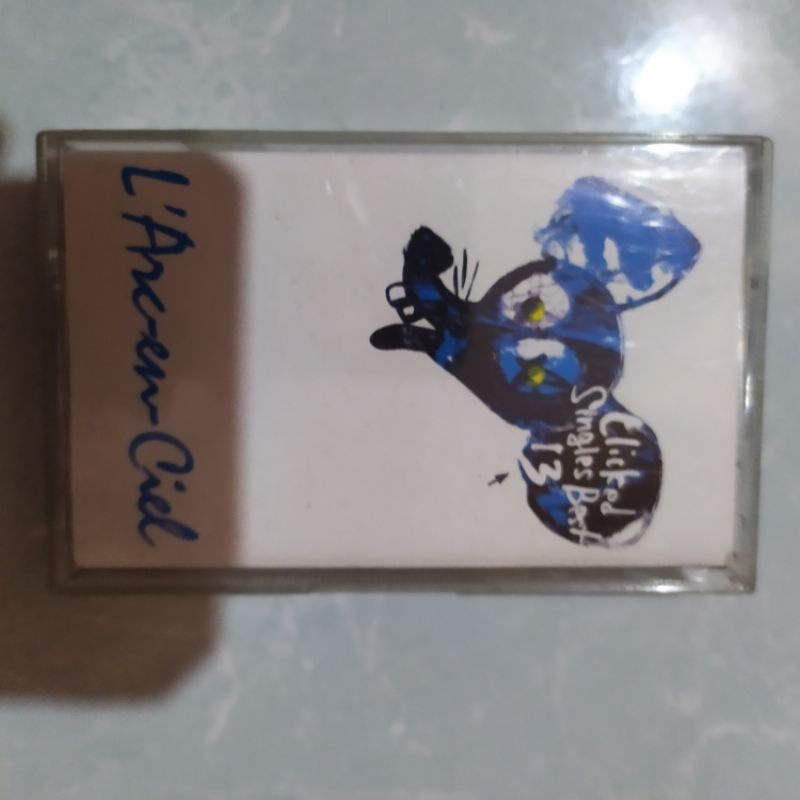 Clicked
Singles Best
13
L'Arc-en-Ciel